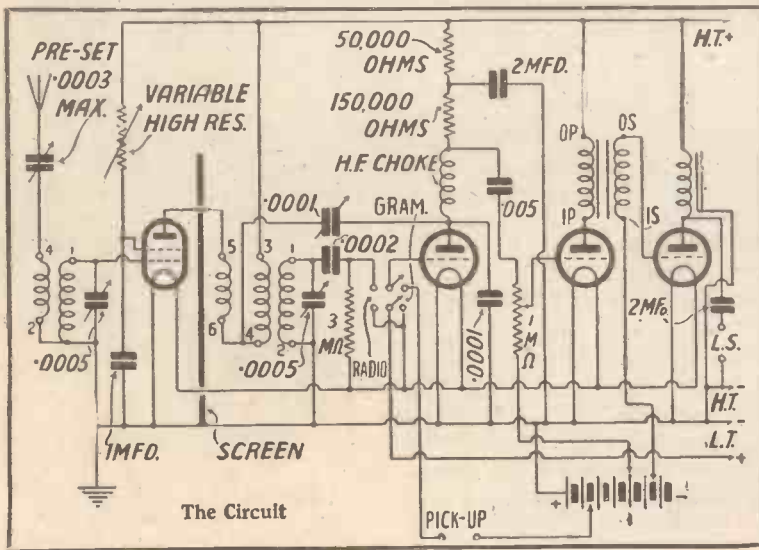 PRE-SET
.0003
MAX.
VARIABLE
HIGH RES.
50,000
OHMS
150,000
OHMS
H.F. CHOKE
2MFD.
H.T.+
OP
OS
IP
IS
.0001
GRAM.
.005
.0002
4
1
2
5
6
3
4
1
2
.0005
.0005
3
MΩ
RADIO
.0001
1
M
Ω
2MFD.
L.S.
-
H.T.
-
L.T.
+
1MFD.
SCREEN
The Circuit
PICK-UP
+
-